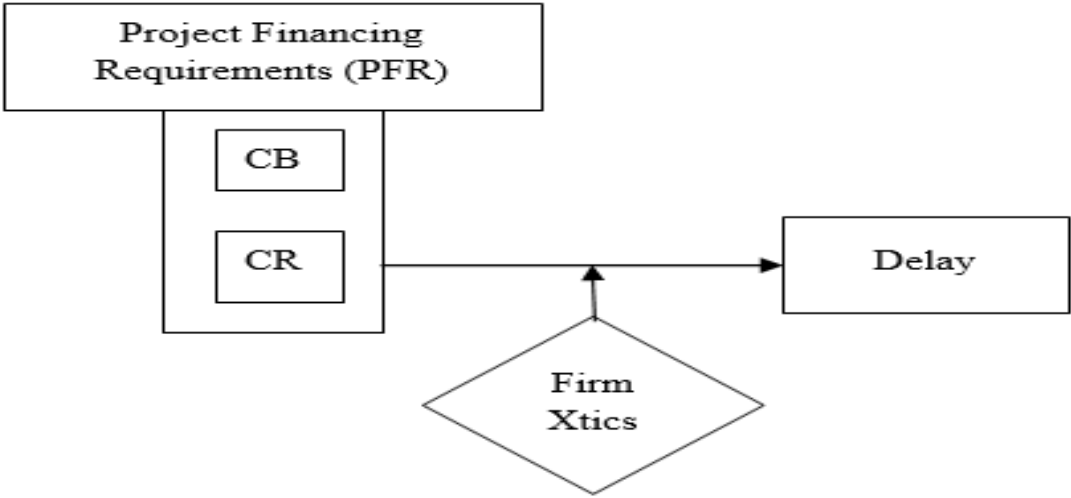 Project Financing
Requirements (PFR)
CB
CR
Delay
Firm
Xtics